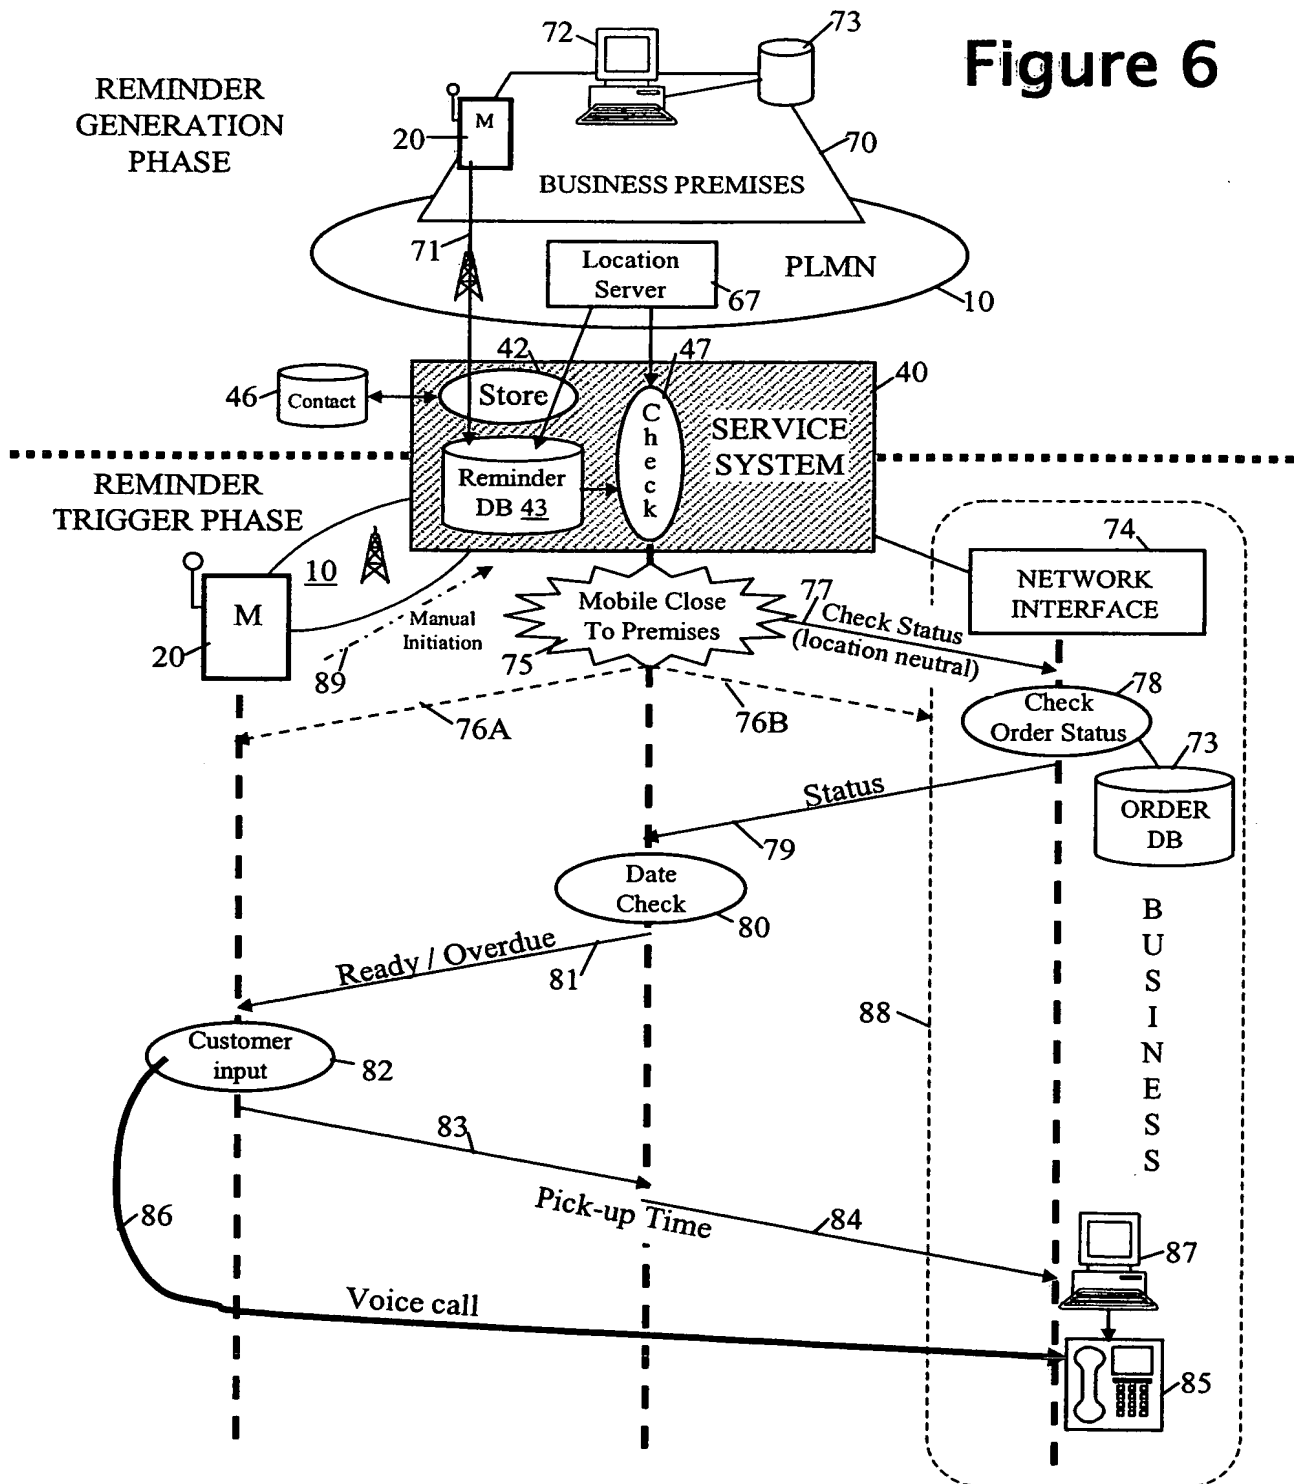 Figure 6
REMINDER
GENERATION
PHASE
72
73
M
20
70
BUSINESS PREMISES
71
Location
Server
PLMN
67
10
42
47
40
46
Contact
Store
Check
SERVICE
SYSTEM
REMINDER
TRIGGER PHASE
Reminder
DB 43
74
NETWORK
INTERFACE
10
M
20
Manual
Initiation
89
Mobile Close
To Premises
75
77
Check Status
(location neutral)
78
76A
76B
Check
Order Status
73
ORDER
DB
Status
79
Date
Check
80
BUSINESS
Ready / Overdue
81
88
Customer
input
82
83
Pick-up Time
84
86
87
Voice call
85